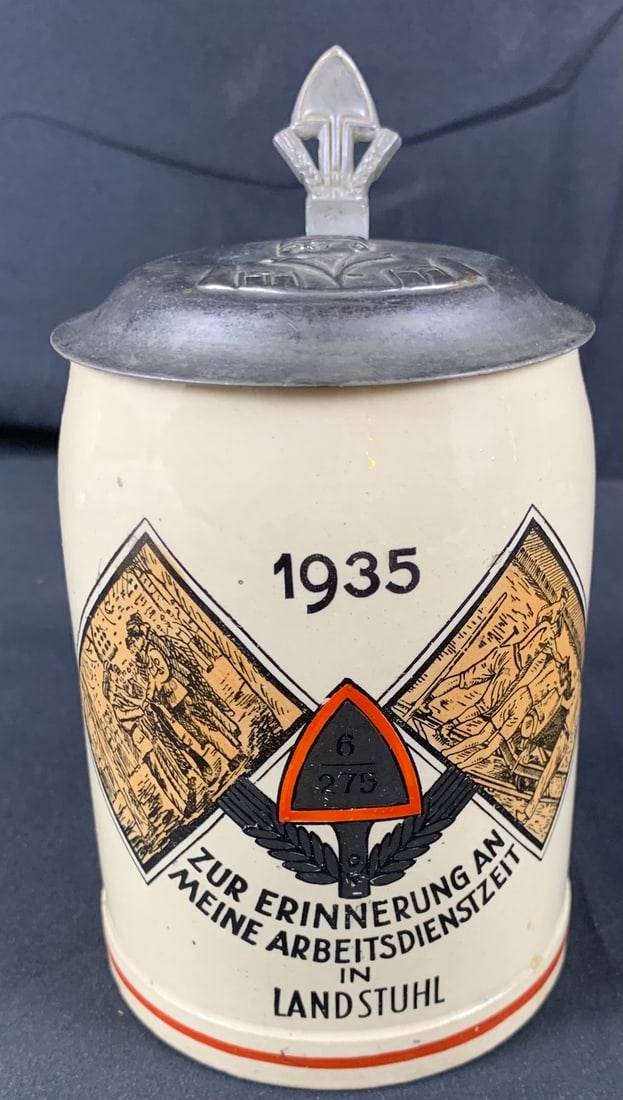 1935
6
275
ZUR ERINNERUNG AN
MEINE ARBEITSDIENSTZEIT
IN
LANDSTUHL